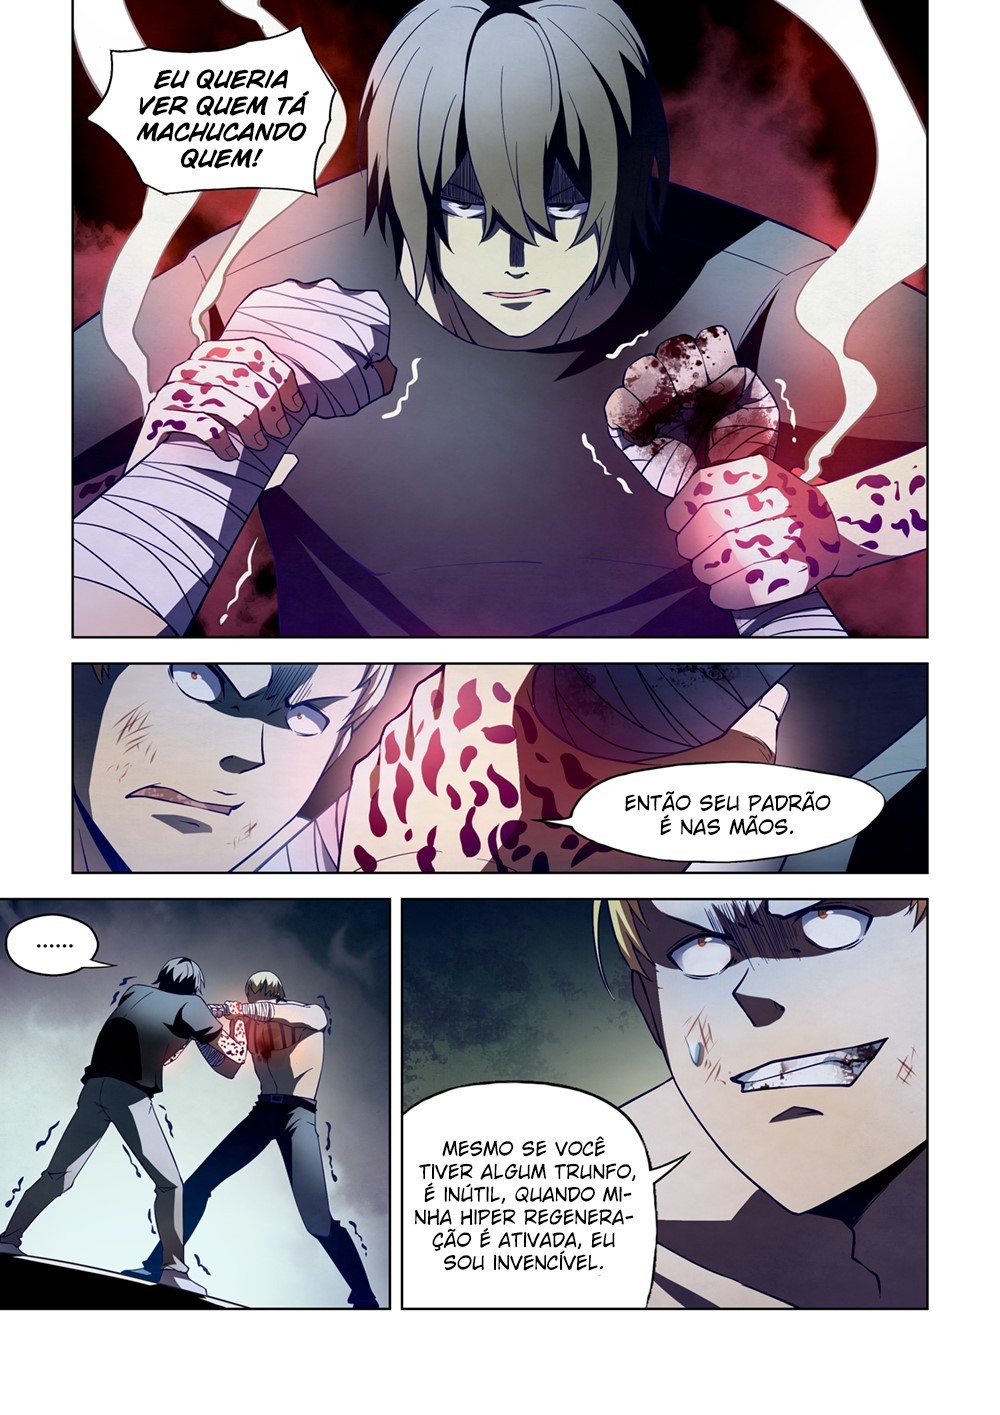 EU QUERIA
VER QUEM TÁ
MACHUCANDO
QUEM!
ENTÃO SEU PADRÃO
É NAS MÃOS.
......
MESMO SE VOCÊ
TIVER ALGUM TRUNFO,
É INÚTIL, QUANDO MI-
NHA HIPER REGENERA-
ÇÃO É ATIVADA, EU
SOU INVENCÍVEL.